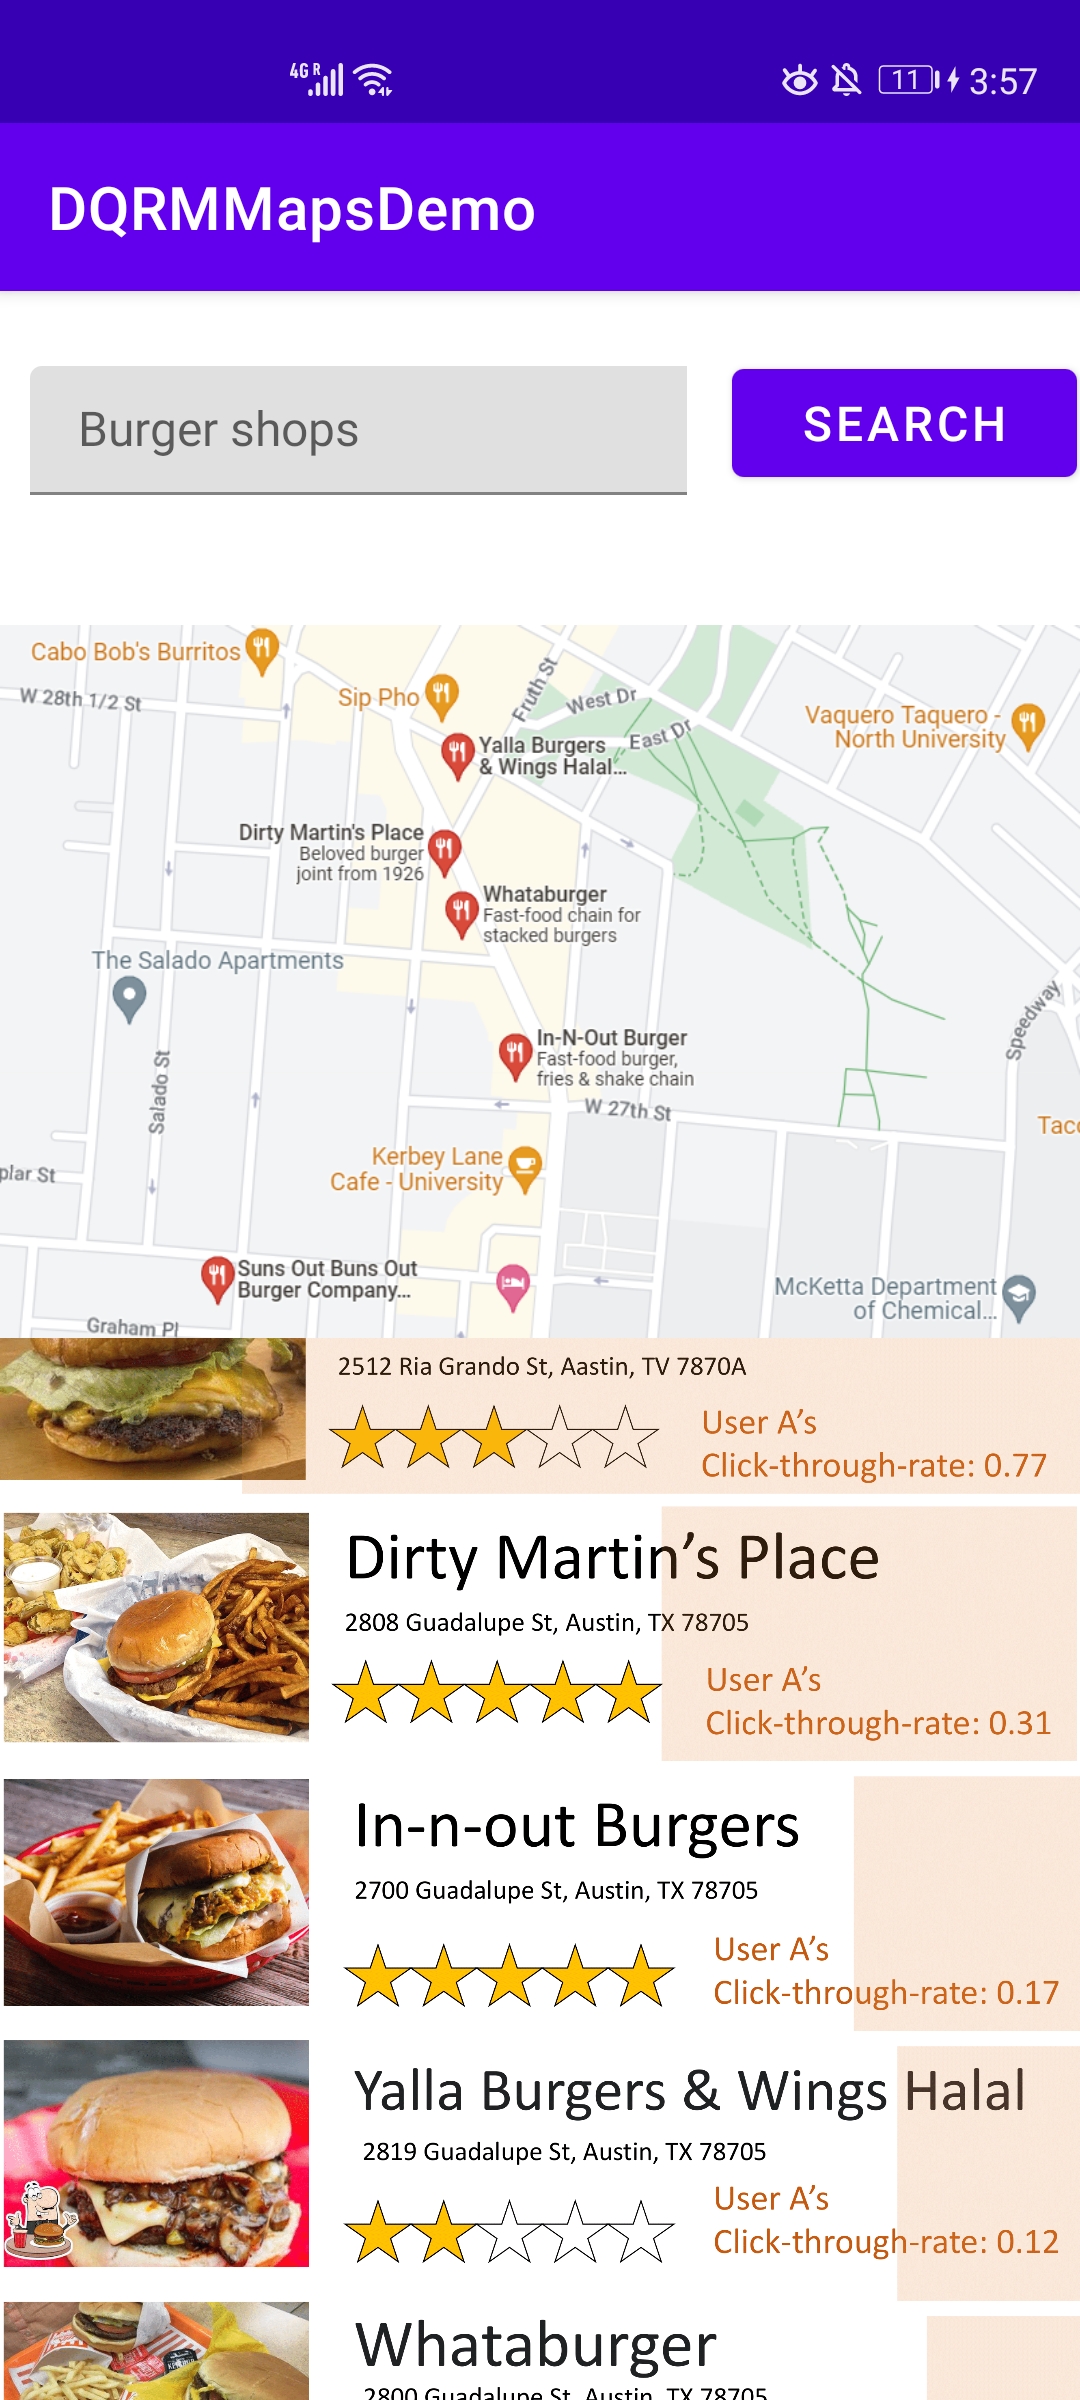 4G R
11
3:57
DQRMMapsDemo
Burger shops
SEARCH
Cabo Bob's Burritos
W 28th 1/2 St
Sip Pho
Fruth St
West Dr
East Dr
Vaquero Taquero -
North University
Yalla Burgers
& Wings Halal...
Dirty Martin's Place
Beloved burger
joint from 1926
Whataburger
Fast-food chain for
stacked burgers
The Salado Apartments
Speedway
In-N-Out Burger
Fast-food burger,
fries & shake chain
Salado St
W 27th St
Taco
Kerbey Lane
Cafe - University
plar St
Suns Out Buns Out
Burger Company...
McKetta Department
of Chemical...
Graham Pl
2512 Ria Grando St, Aastin, TV 7870A
User A’s
Click-through-rate: 0.77
Dirty Martin’s Place
2808 Guadalupe St, Austin, TX 78705
User A’s
Click-through-rate: 0.31
In-n-out Burgers
2700 Guadalupe St, Austin, TX 78705
User A’s
Click-through-rate: 0.17
Yalla Burgers & Wings Halal
2819 Guadalupe St, Austin, TX 78705
User A’s
Click-through-rate: 0.12
Whataburger
2800 Guadalupe St, Austin, TX 78705